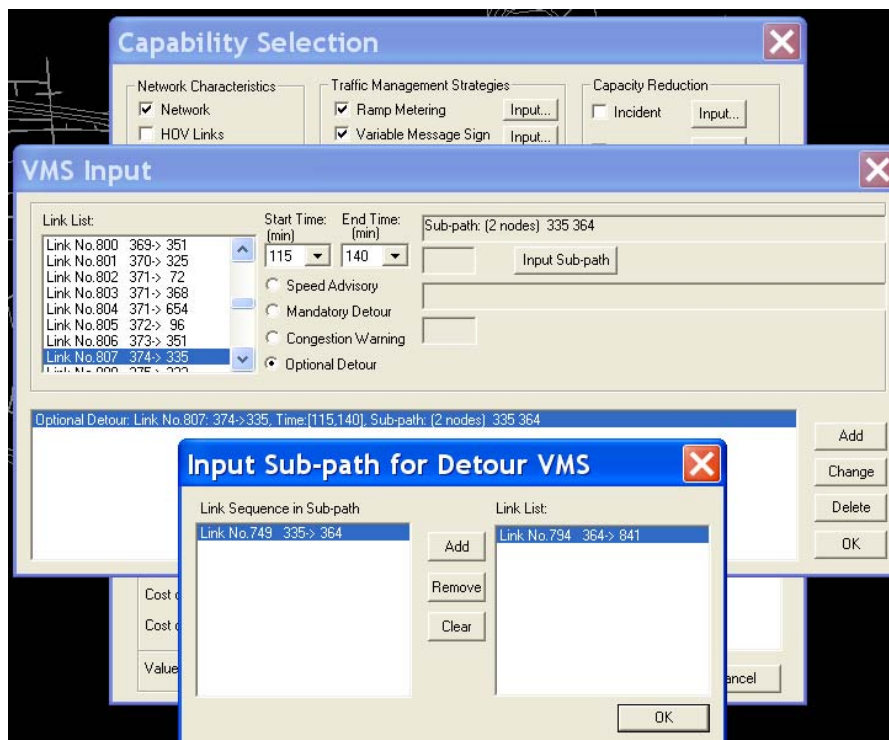 Capability Selection
Network Characteristics
Network
HOV Links
Traffic Management Strategies
Ramp Metering Input...
Variable Message Sign Input...
Capacity Reduction
Incident Input...
VMS Input
Link List:
Link No.800 369-> 351
Link No.801 370-> 325
Link No.802 371-> 72
Link No.803 371-> 368
Link No.804 371-> 654
Link No.805 372-> 96
Link No.806 373-> 351
Link No.807 374-> 335
Start Time: (min)
115
End Time: (min)
140
Speed Advisory
Mandatory Detour
Congestion Warning
Optional Detour
Sub-path: (2 nodes) 335 364
Input Sub-path
Optional Detour: Link No.807: 374->335, Time:[115,140], Sub-path: (2 nodes) 335 364
Add
Change
Delete
OK
Input Sub-path for Detour VMS
Link Sequence in Sub-path
Link No.749 335-> 364
Add
Remove
Clear
Link List:
Link No.794 364-> 841
OK
Cost
Cost
Value